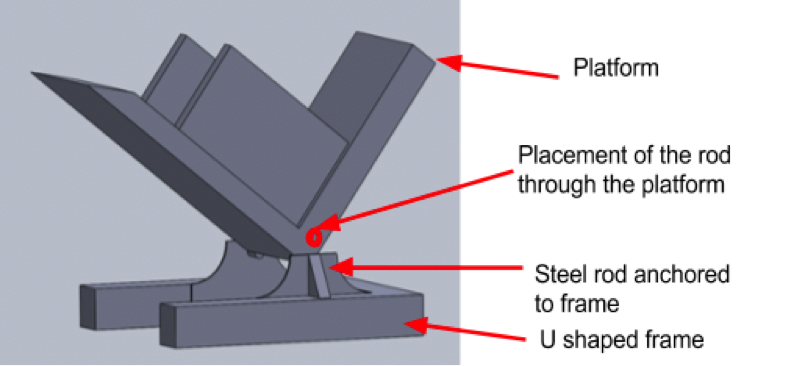 Platform
Placement of the rod
through the platform
Steel rod anchored
to frame
U shaped frame